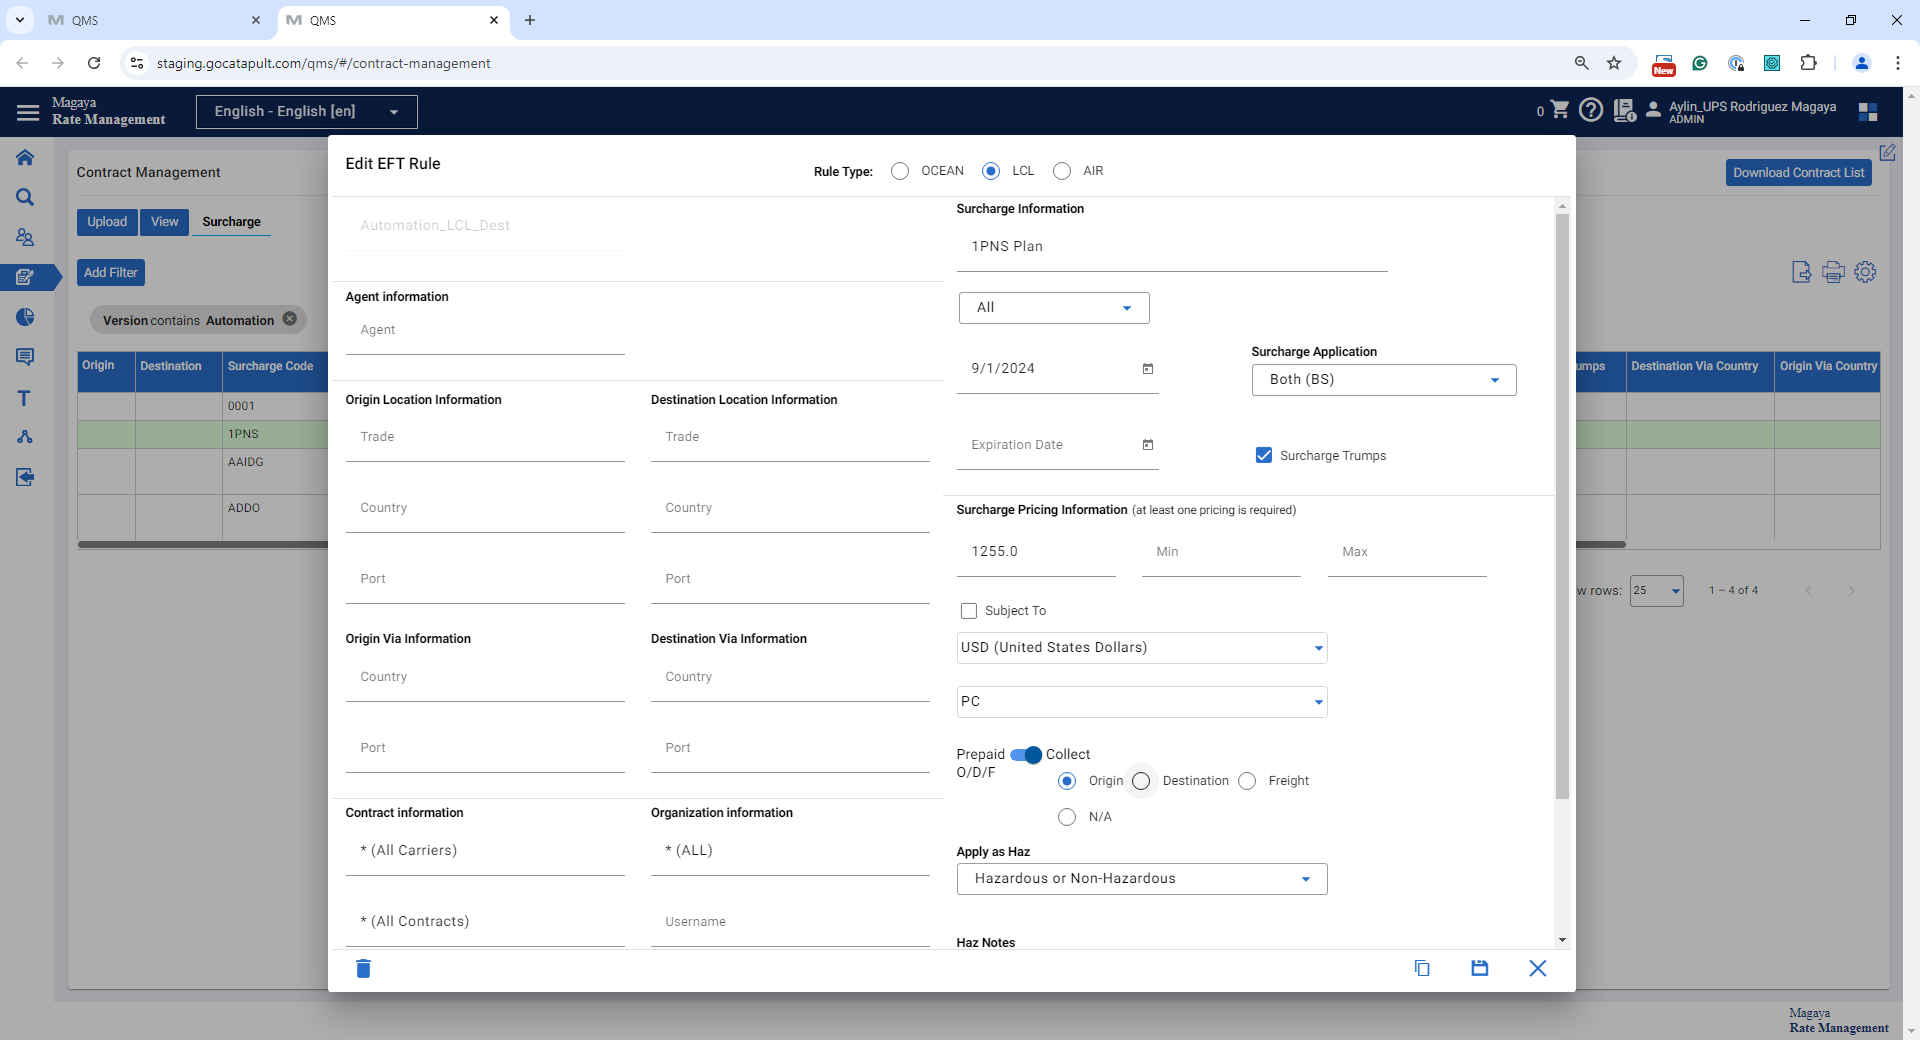 QMS
QMS
staging.gocatapult.com/qms/#/contract-management
New
Magaya
Rate Management
English - English [en]
0
Aylin_UPS Rodriguez Magaya
ADMIN
Contract Management
Download Contract List
Upload
View
Surcharge
Add Filter
Version contains Automation
Origin
Destination
Surcharge Code
umps
Destination Via Country
Origin Via Country
0001
1PNS
AAIDG
ADDO
w rows:
25
1 – 4 of 4
Edit EFT Rule
Rule Type:
OCEAN
LCL
AIR
Automation_LCL_Dest
Agent information
Agent
Origin Location Information
Destination Location Information
Trade
Trade
Country
Country
Port
Port
Origin Via Information
Destination Via Information
Country
Country
Port
Port
Contract information
Organization information
* (All Carriers)
* (ALL)
* (All Contracts)
Username
Surcharge Information
1PNS Plan
All
9/1/2024
Surcharge Application
Both (BS)
Expiration Date
Surcharge Trumps
Surcharge Pricing Information (at least one pricing is required)
1255.0
Min
Max
Subject To
USD (United States Dollars)
PC
Prepaid
Collect
O/D/F
Origin
Destination
Freight
N/A
Apply as Haz
Hazardous or Non-Hazardous
Haz Notes
Magaya
Rate Management